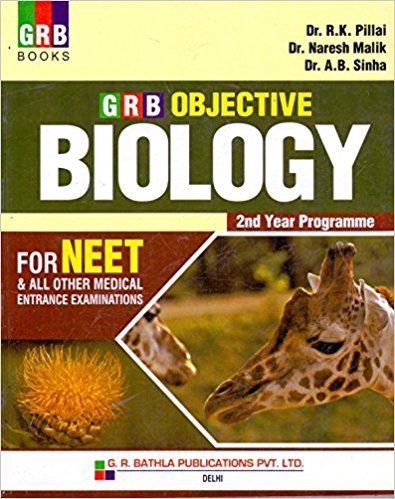 GRB
BOOKS
Dr. R.K. Pillai
Dr. Naresh Malik
Dr. A.B. Sinha
GRB OBJECTIVE
BIOLOGY
2nd Year Programme
FOR NEET
& ALL OTHER MEDICAL
ENTRANCE EXAMINATIONS
G. R. BATHLA PUBLICATIONS PVT. LTD.
DELHI